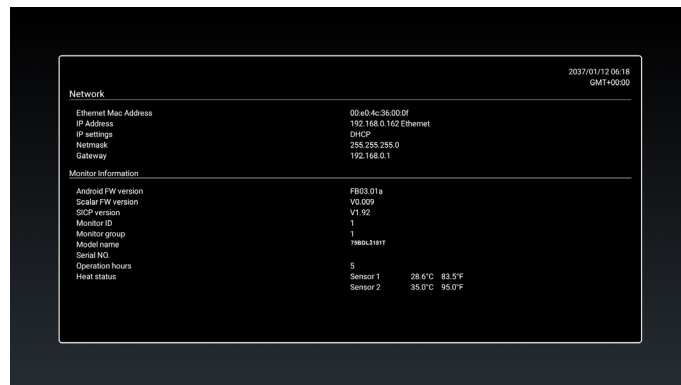 2037/01/12 06:18
GMT+00:00
Network
Ethernet Mac Address 00:e0:4c:36:00:0f
IP Address 192.168.0.162 Ethernet
IP settings DHCP
Netmask 255.255.255.0
Gateway 192.168.0.1
Monitor Information
Android FW version FB03.01a
Scalar FW version V0.009
SICP version V1.92
Monitor ID 1
Monitor group 1
Model name 75BDL3151T
Serial NO.
Operation hours 5
Heat status Sensor 1 28.6°C 83.5°F
Sensor 2 35.0°C 95.0°F